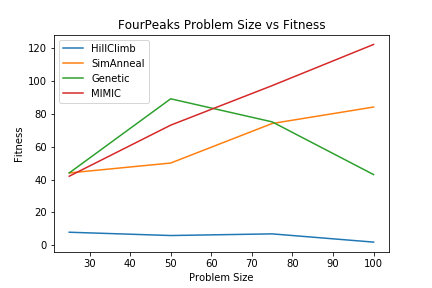 FourPeaks Problem Size vs Fitness
HillClimb
SimAnneal
Genetic
MIMIC
Fitness
120
100
80
60
40
20
0
30 40 50 60 70 80 90 100
Problem Size